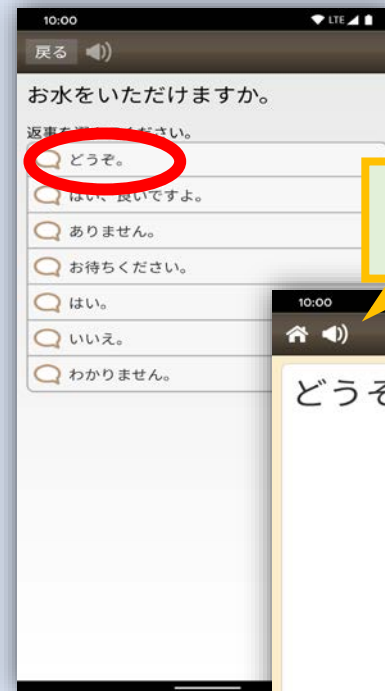 10:00 LTE
戻る
お水をいただけますか。
返事を選んでください。
どうぞ。
はい、良いですよ。
ありません。
お待ちください。
はい。
いいえ。
わかりません。
10:00
どうぞ